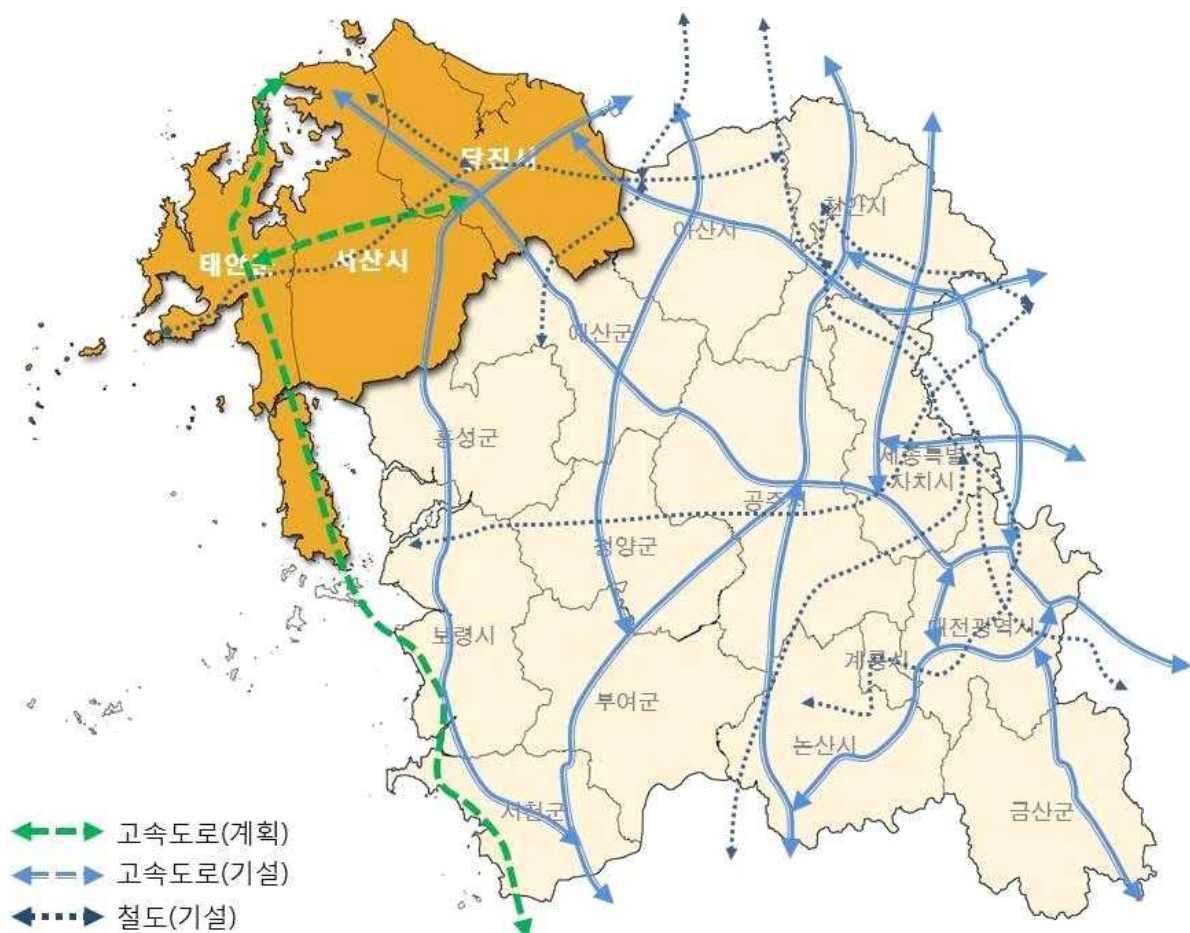 당진시
천안시
아산시
태안군
서산시
예산군
홍성군
세종특별
자치시
공주시
청양군
보령시
대전광역시
계룡시
부여군
논산시
서천군
금산군
고속도로(계획)
고속도로(기설)
철도(기설)